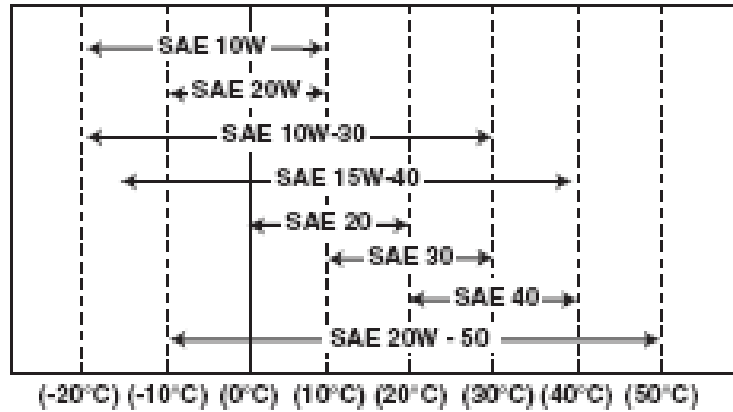 SAE 10W
SAE 20W
SAE 10W-30
SAE 15W-40
SAE 20
SAE 30
SAE 40
SAE 20W - 50
(-20°C) (-10°C) (0°C) (10°C) (20°C) (30°C) (40°C) (50°C)